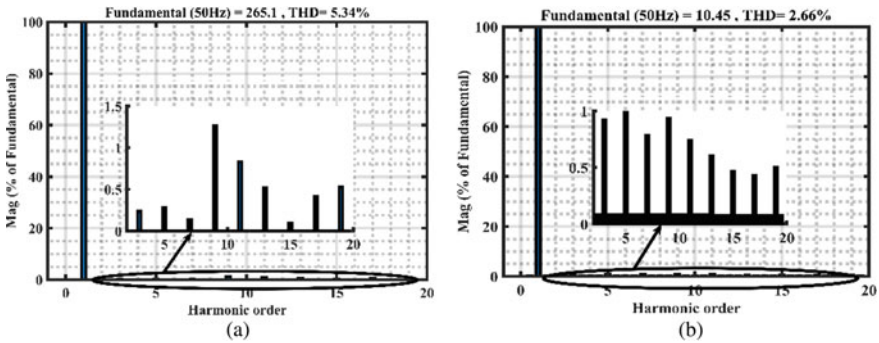 Fundamental (50Hz) = 265.1 , THD= 5.34%
Mag (% of Fundamental)
100
80
60
40
20
0
1.5
1
0.5
0
5 10 15 20
0 5 10 15 20
Harmonic order
(a)
Fundamental (50Hz) = 10.45 , THD= 2.66%
Mag (% of Fundamental)
100
80
60
40
20
0
1
0.5
0
5 10 15 20
0 5 10 15 20
Harmonic order
(b)